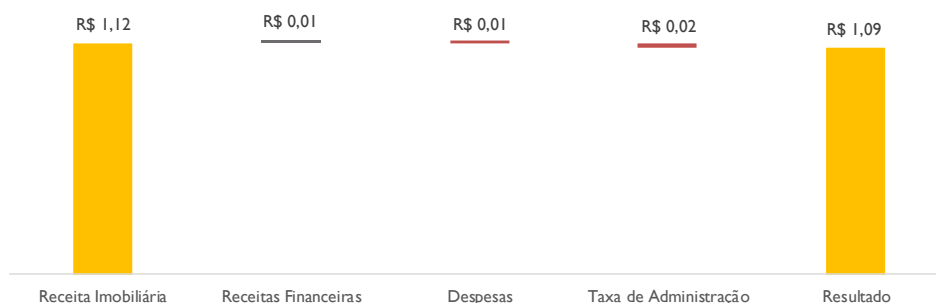 R$ 1,12
R$ 0,01
R$ 0,01
R$ 0,02
R$ 1,09
Receita Imobiliária
Receitas Financeiras
Despesas
Taxa de Administração
Resultado